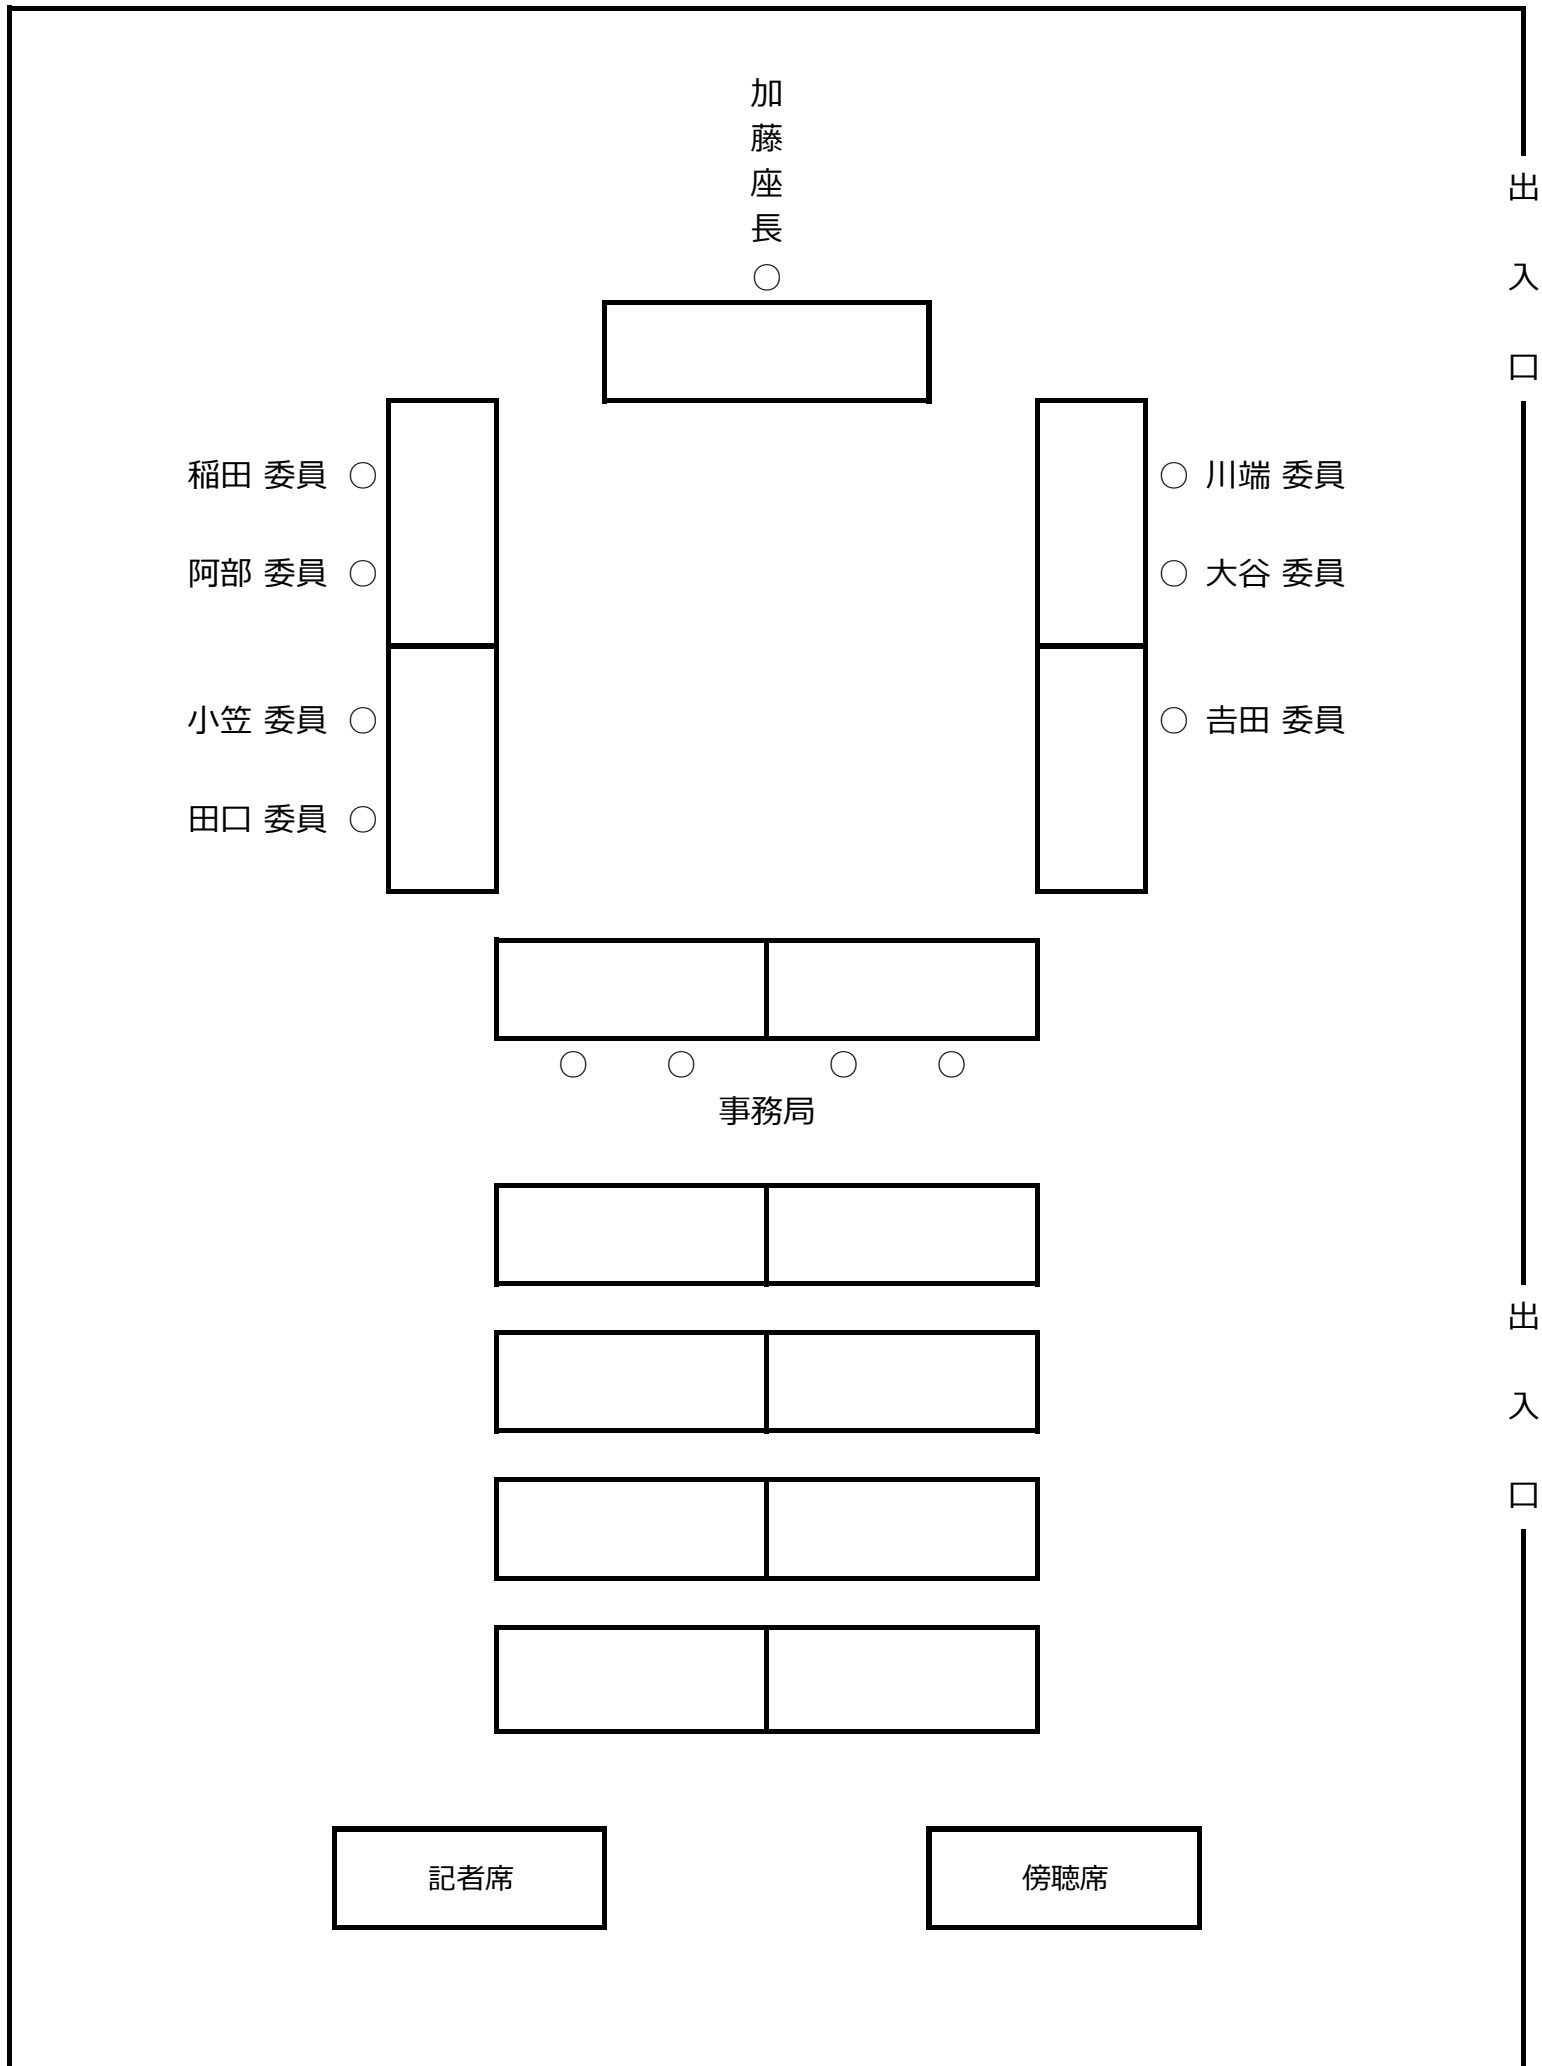 加藤座長
○
出入口
稲田 委員 ○
○ 川端 委員
阿部 委員 ○
○ 大谷 委員
小笠 委員 ○
○ 𠮷田 委員
田口 委員 ○
○ ○ ○ ○
事務局
出入口
記者席
傍聴席